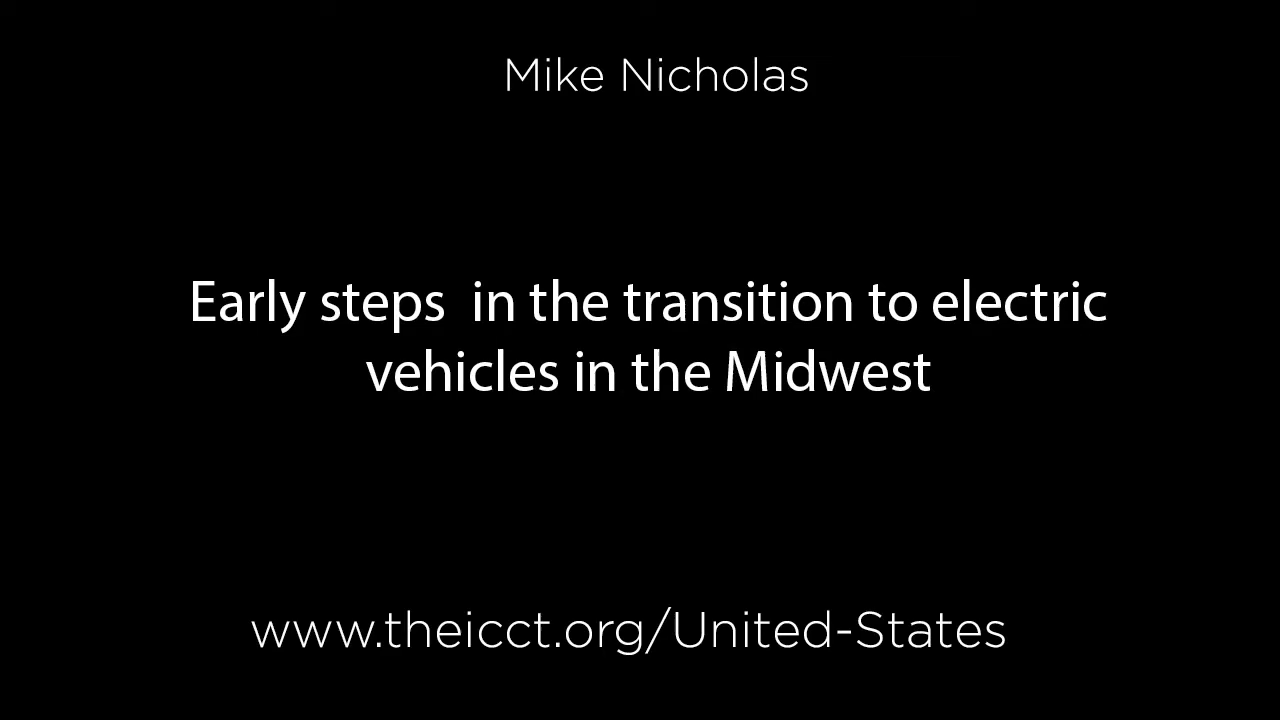 Mike Nicholas
Early steps  in the transition to electric
vehicles in the Midwest
www.theicct.org/United-States